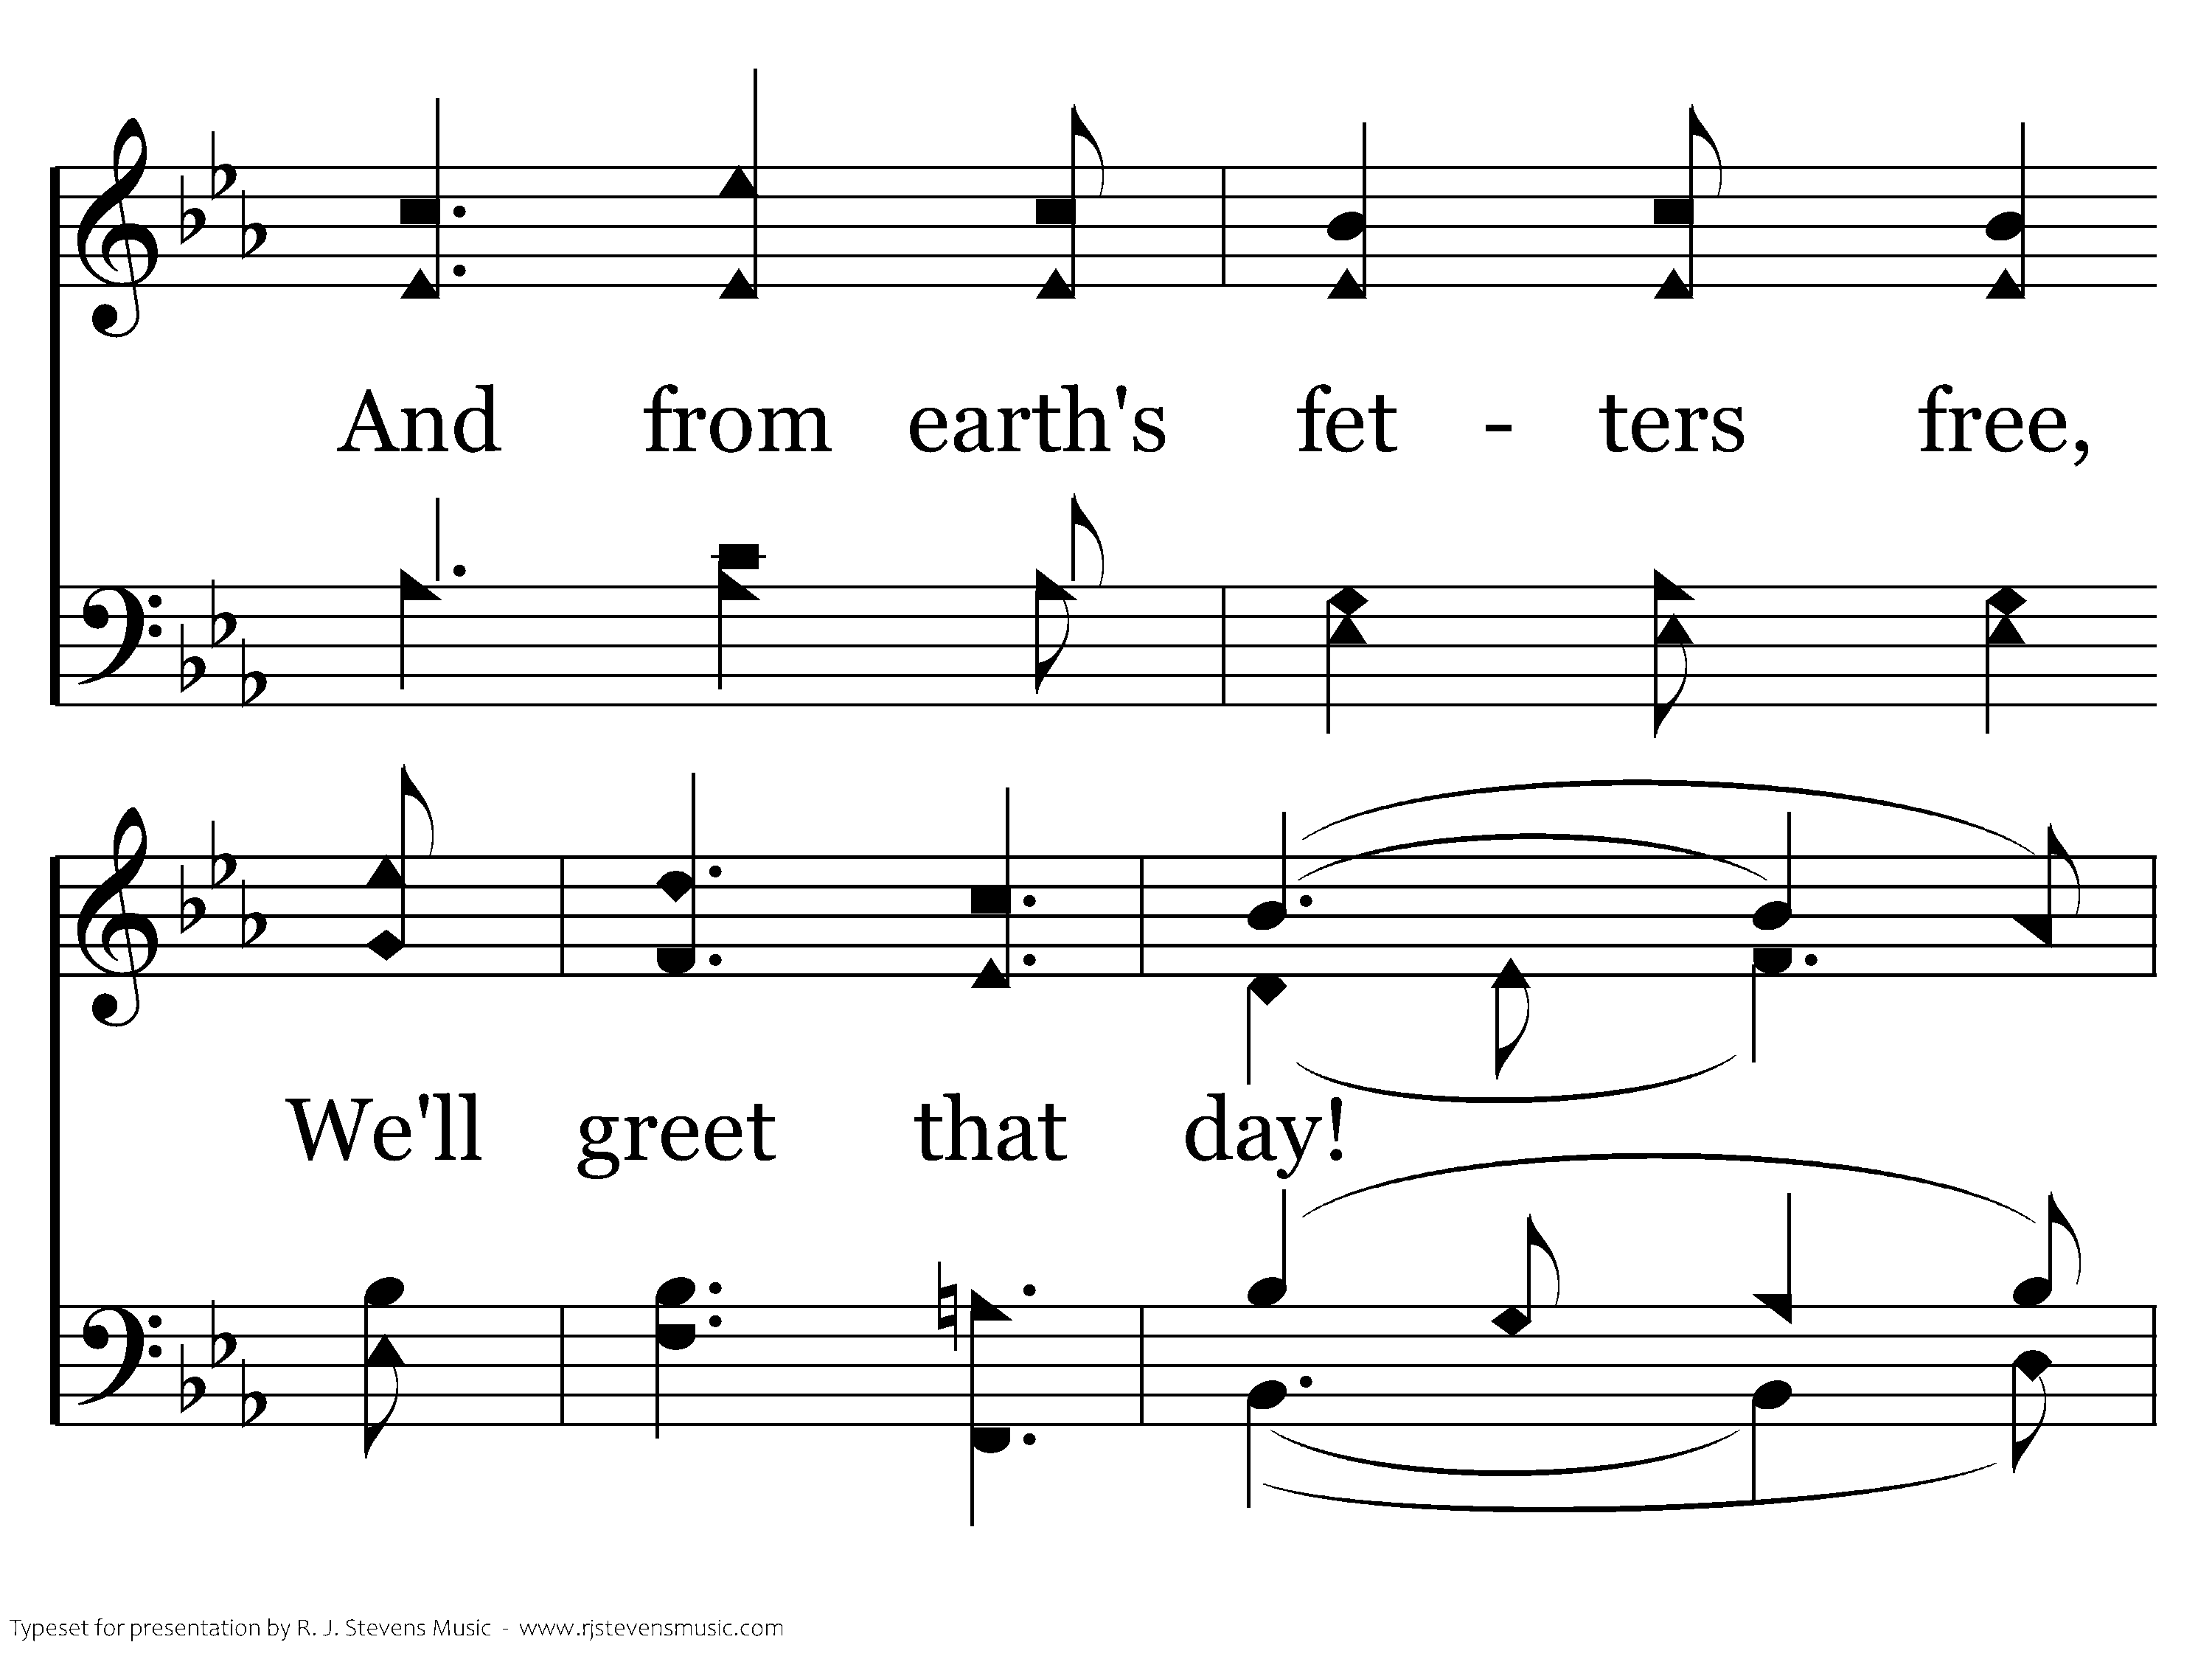 And from earth's fet - ters free,
We'll greet that day!
Typeset for presentation by R. J. Stevens Music - www.rjstevensmusic.com